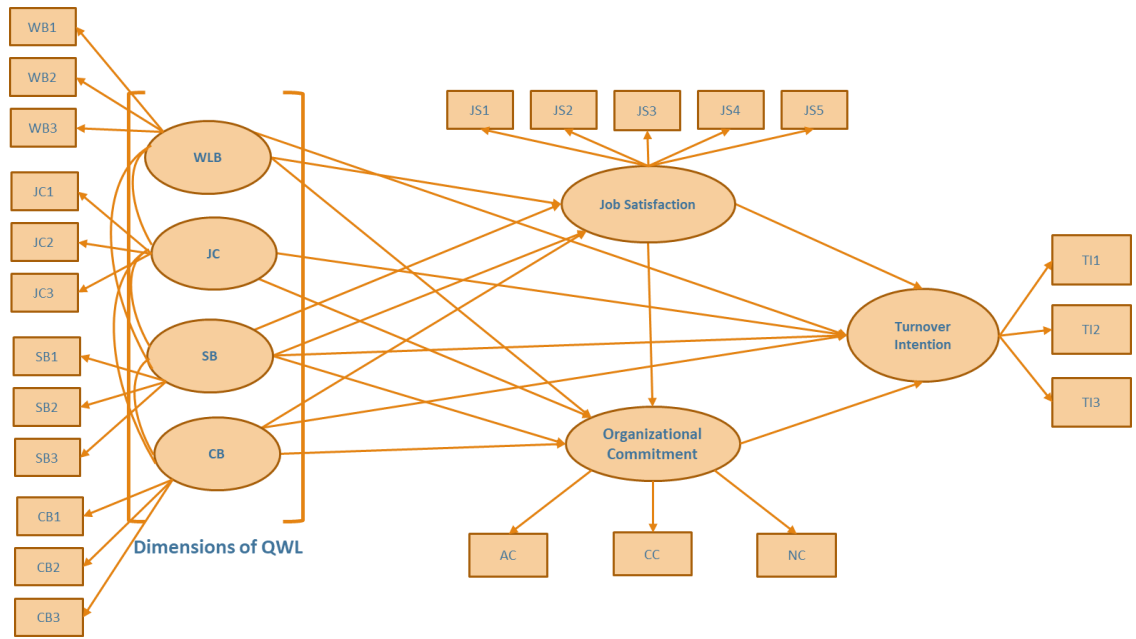 WB1
WB2
WB3
JC1
JC2
JC3
SB1
SB2
SB3
CB1
CB2
CB3
WLB
JC
SB
CB
Dimensions of QWL
JS1
JS2
JS3
JS4
JS5
Job Satisfaction
Organizational
Commitment
AC
CC
NC
Turnover
Intention
TI1
TI2
TI3